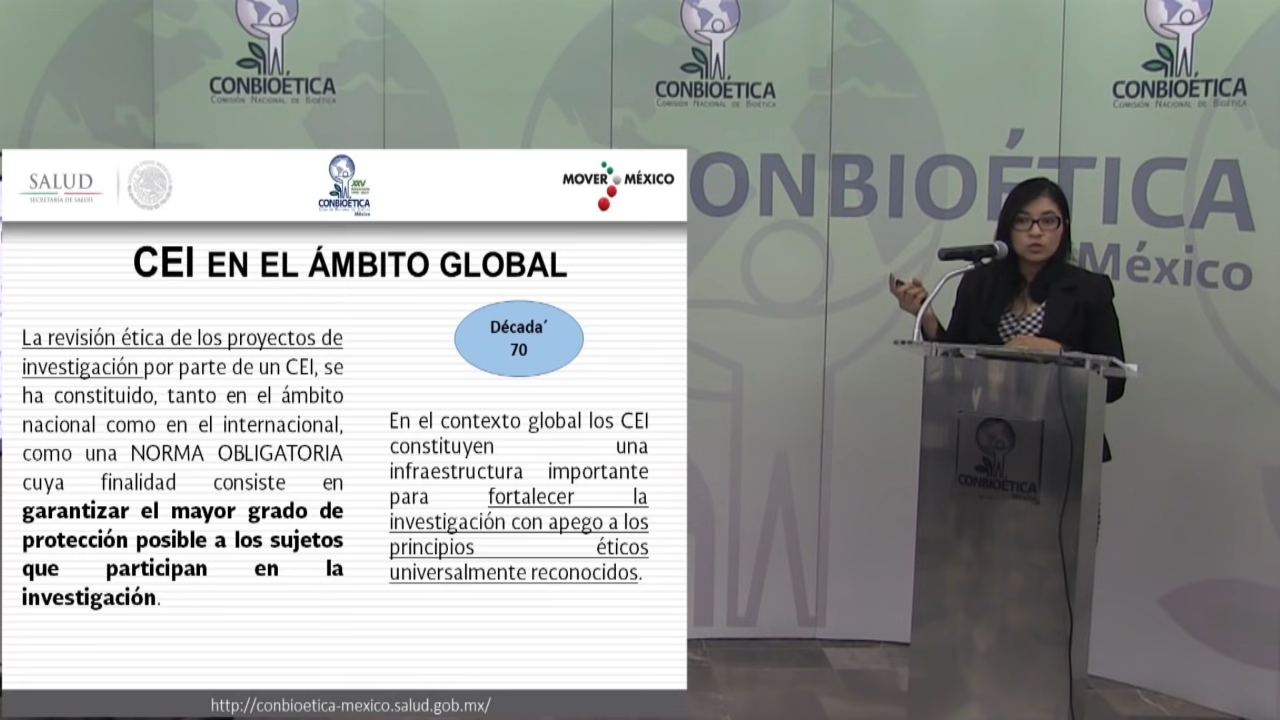 CONBIOÉTICA
COMISIÓN NACIONAL DE BIOÉTICA
CONBIOÉTICA
COMISIÓN NACIONAL DE BIOÉTICA
CONBIOÉTICA
COMISIÓN NACIONAL DE BIOÉTICA
ONBIOÉTICA
México
SALUD
SECRETARÍA DE SALUD
XXV
CONBIOÉTICA
México
MOVER MÉXICO
CEI EN EL ÁMBITO GLOBAL
La revisión ética de los proyectos de
investigación por parte de un CEI, se
ha constituido, tanto en el ámbito
nacional como en el internacional,
como una NORMA OBLIGATORIA
cuya finalidad consiste en
garantizar el mayor grado de
protección posible a los sujetos
que participan en la
investigación.
Década´
70
En el contexto global los CEI
constituyen una
infraestructura importante
para fortalecer la
investigación con apego a los
principios éticos
universalmente reconocidos.
http://conbioetica-mexico.salud.gob.mx/
CONBIOÉTICA
México